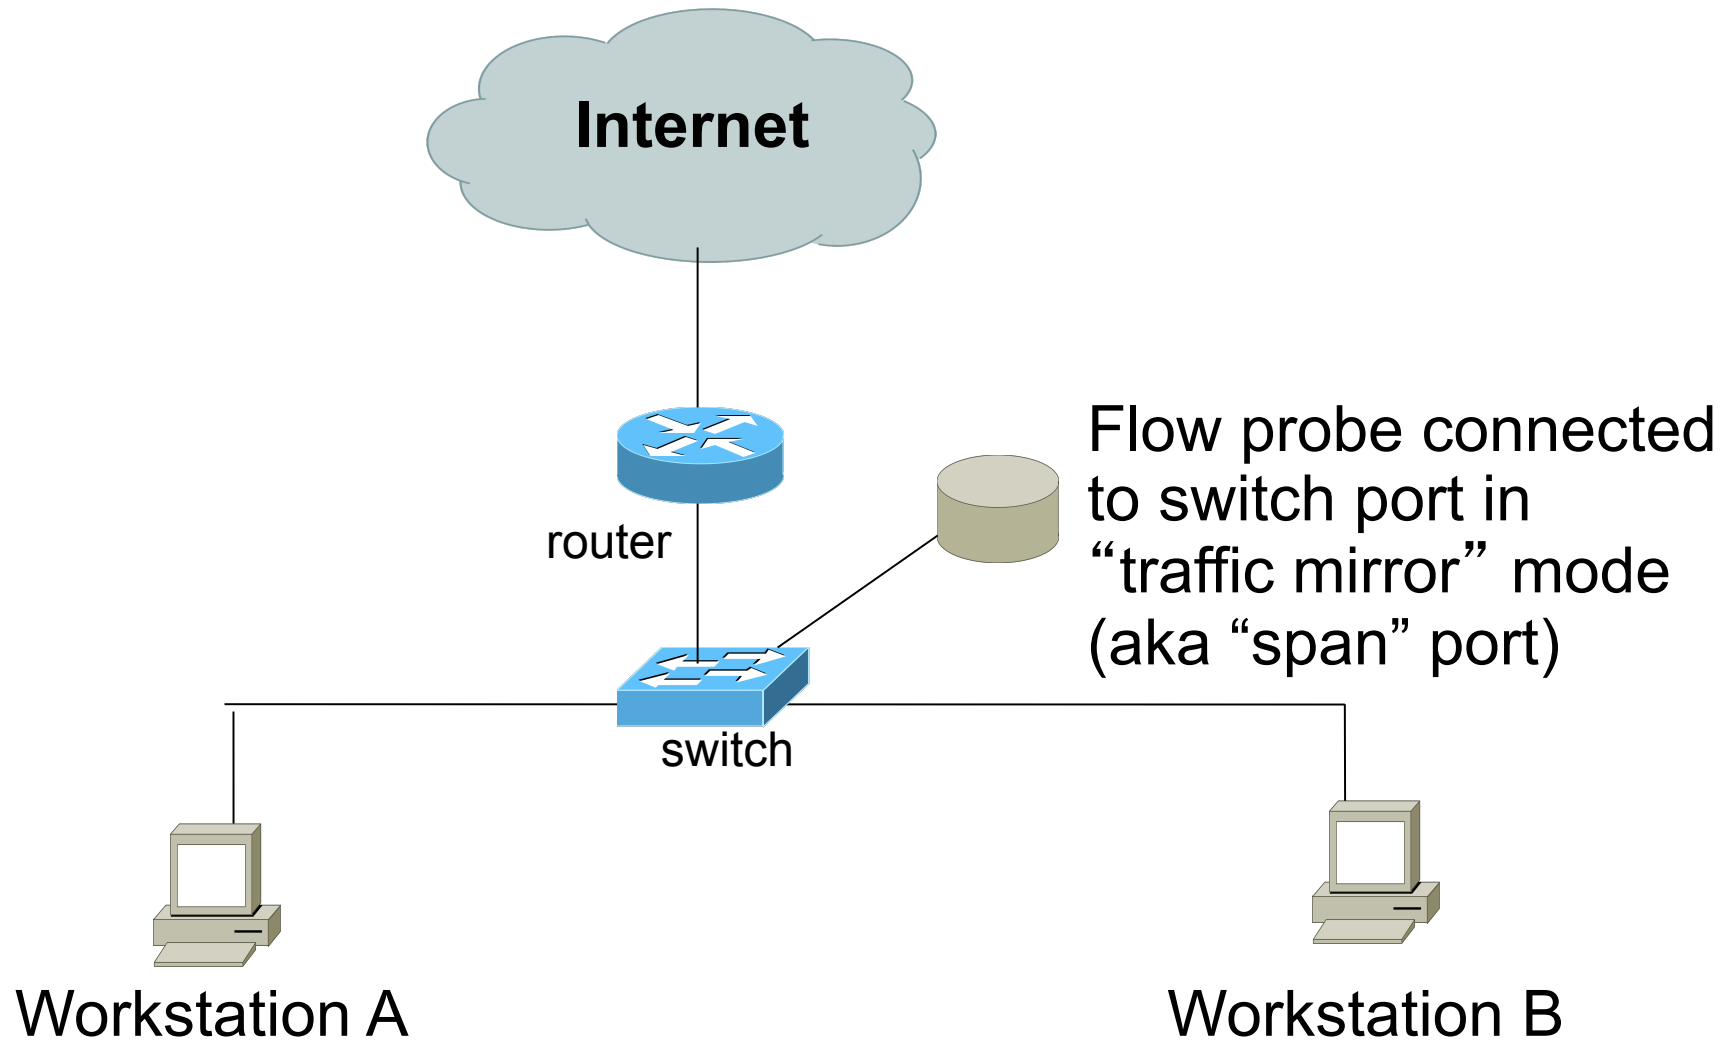 Internet
Flow probe connected
to switch port in
“traffic mirror” mode
(aka “span” port)
router
switch
Workstation A
Workstation B